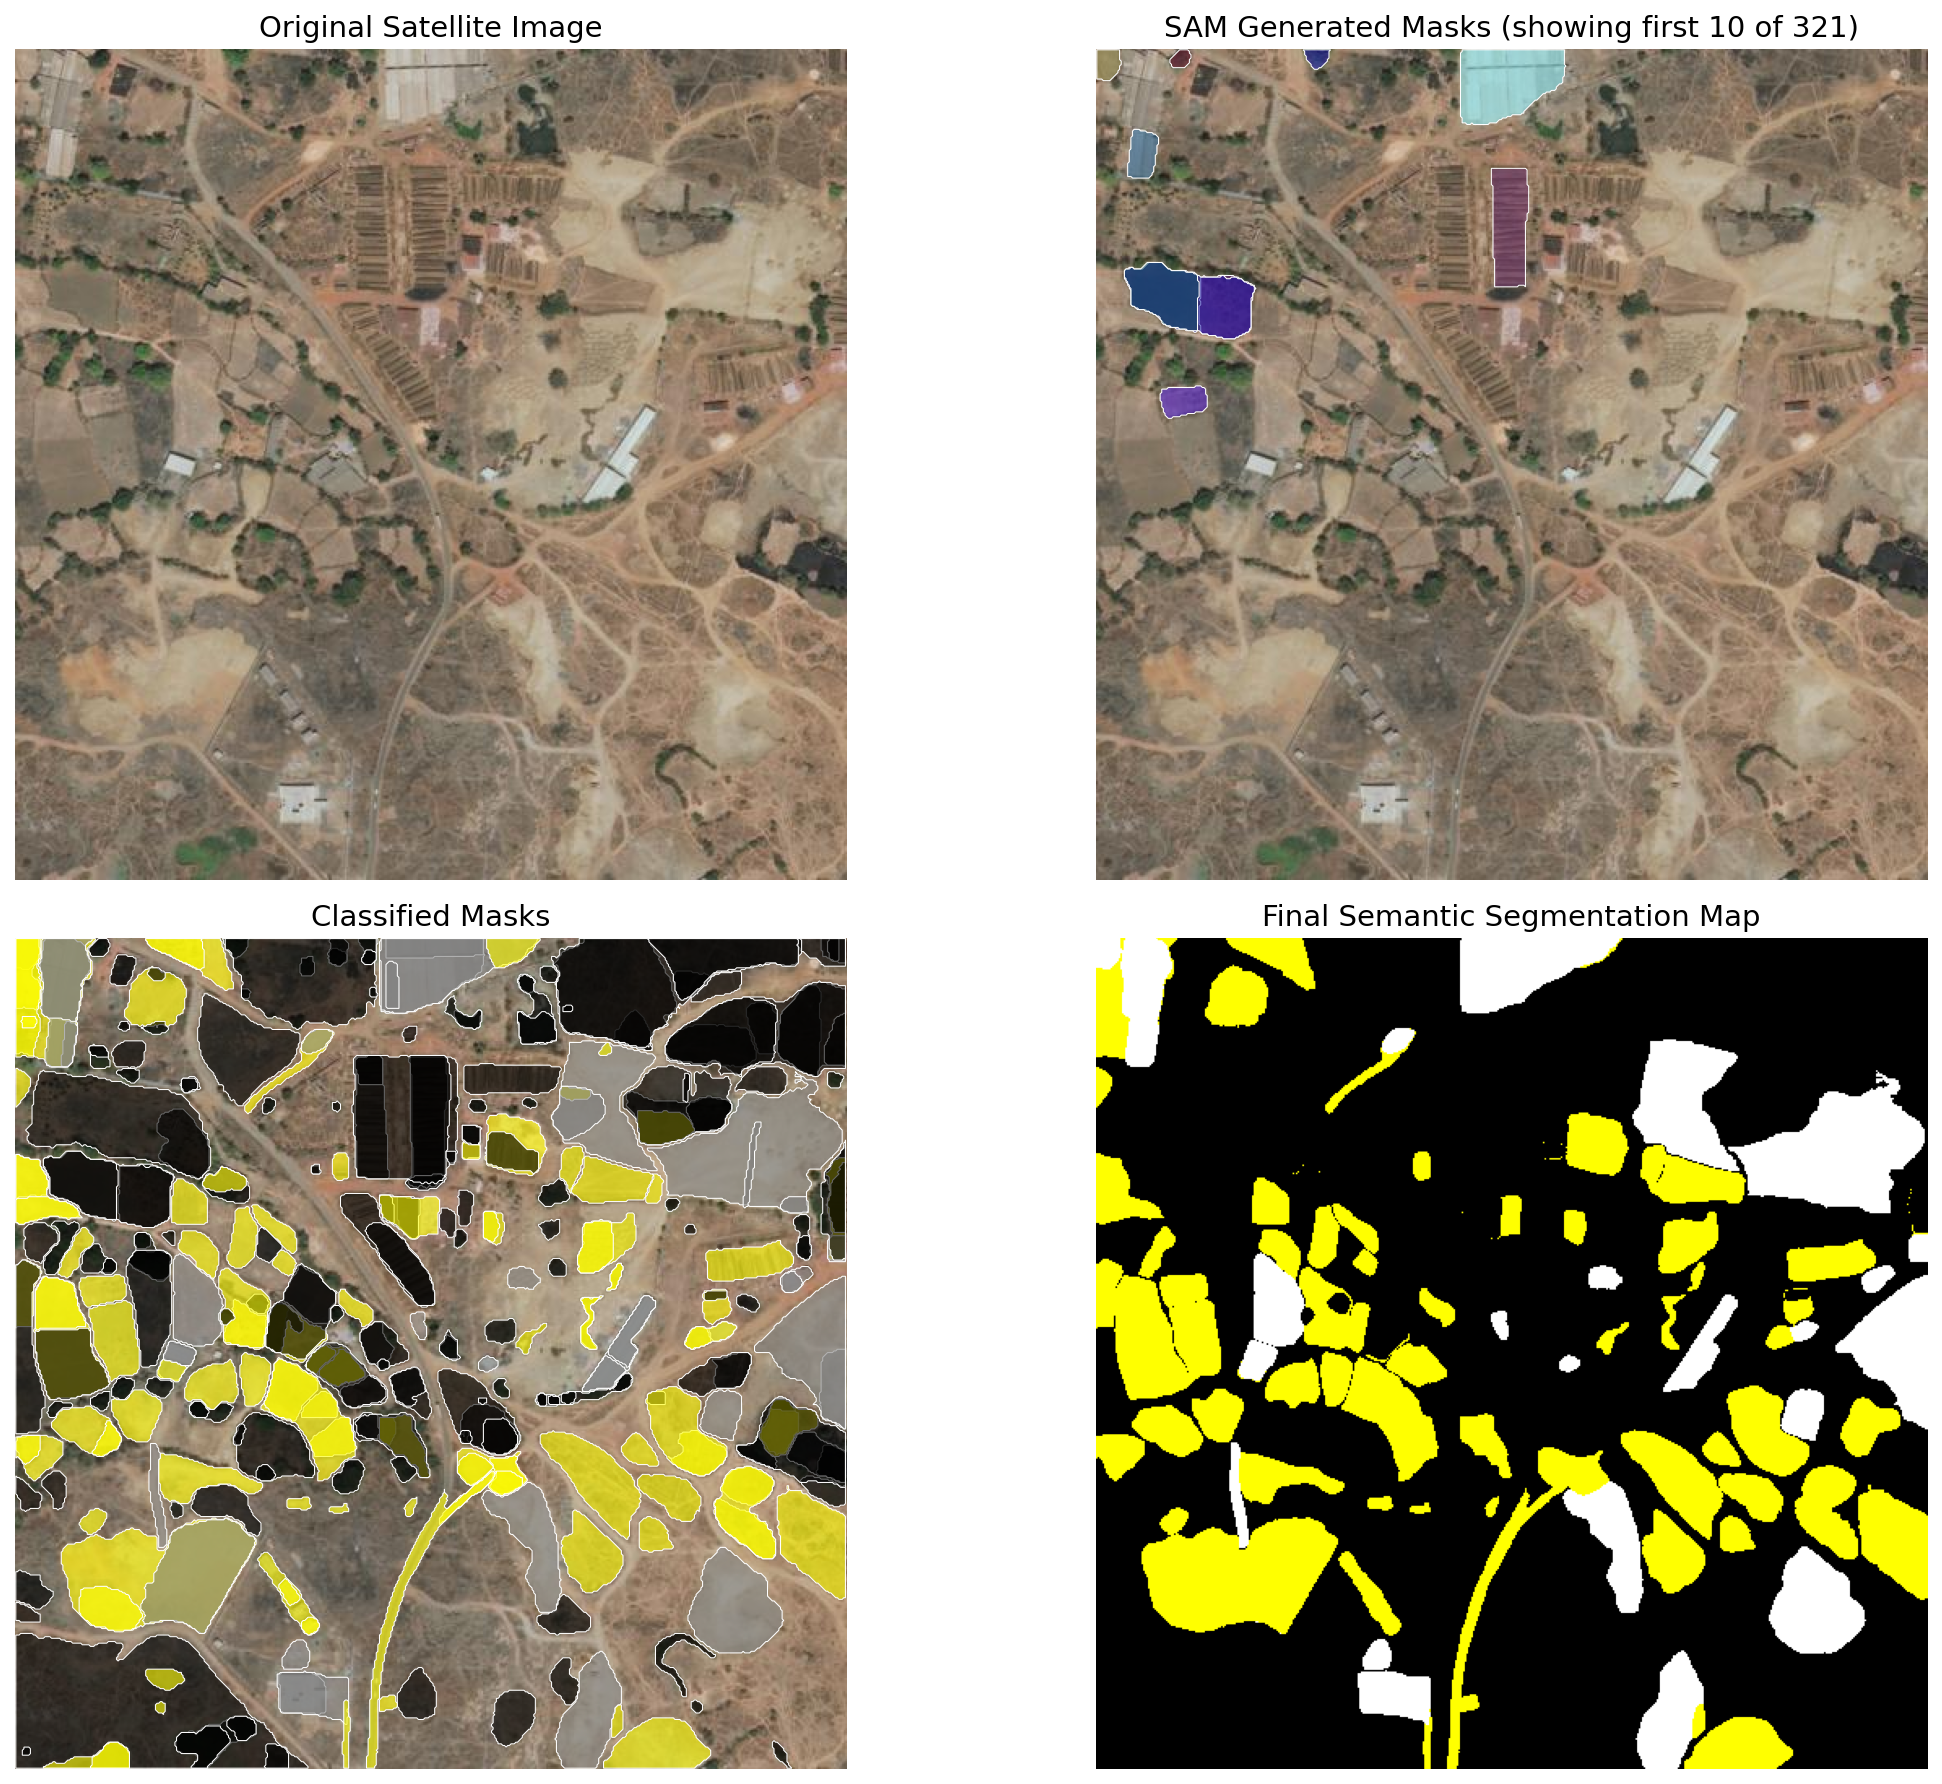 Original Satellite Image
SAM Generated Masks (showing first 10 of 321)
Classified Masks
Final Semantic Segmentation Map